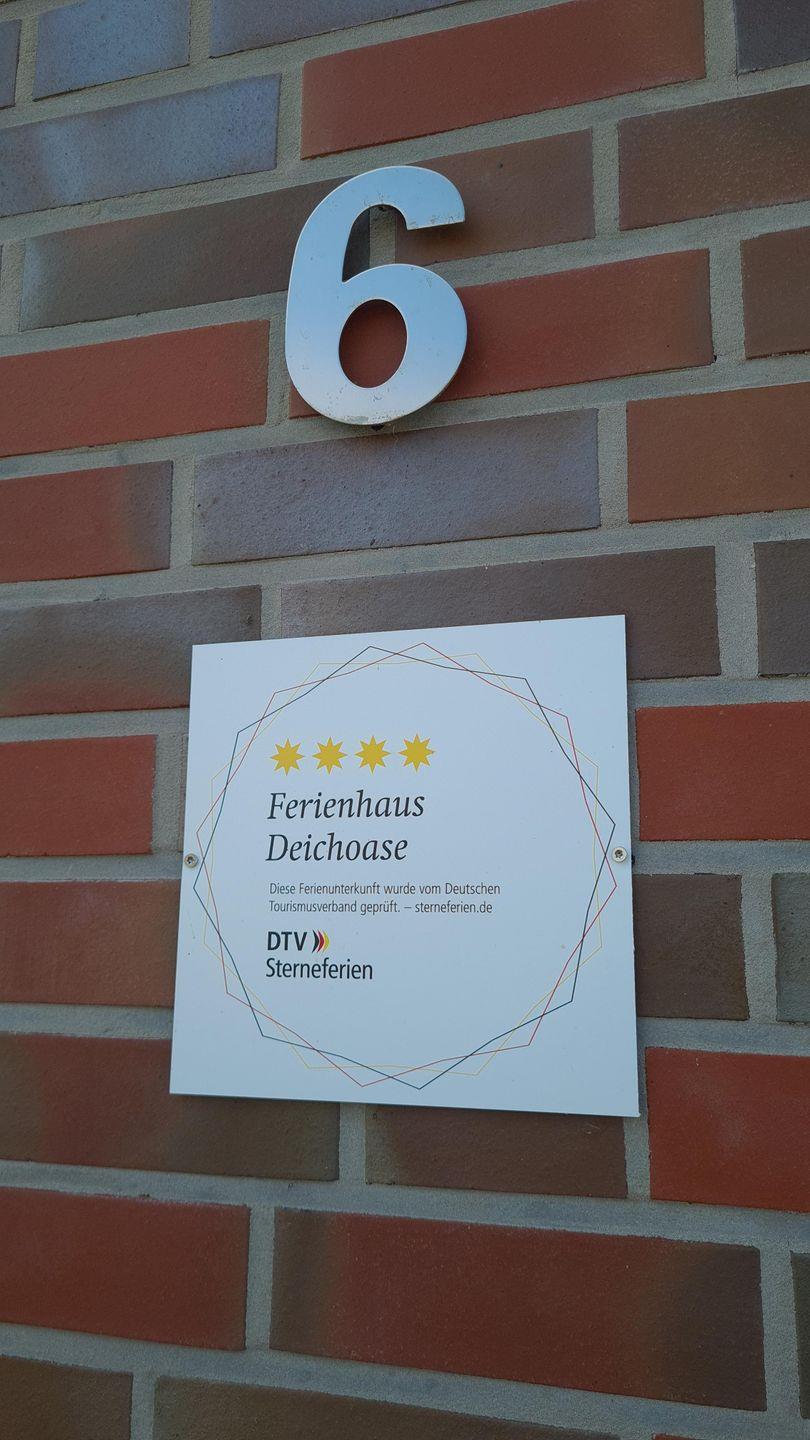 6
Ferienhaus
Deichoase
Diese Ferienunterkunft wurde vom Deutschen
Tourismusverband geprüft. – sterneferien.de
DTV
Sterneferien